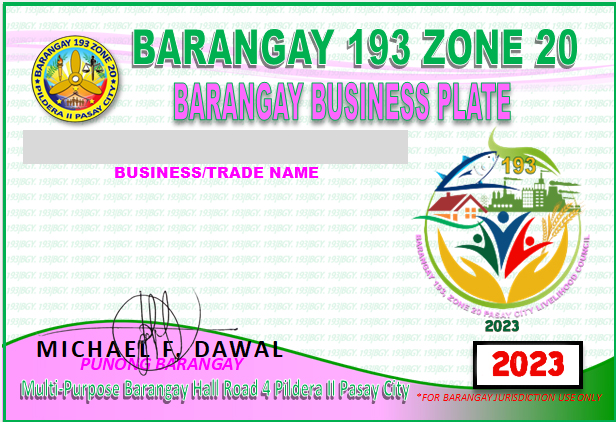 BARANGAY 193 ZONE 20
BARANGAY BUSINESS PLATE
BARANGAY 193 ZONE 20
PILDERA II PASAY CITY
BUSINESS/TRADE NAME
193
BARANGAY 193, ZONE 20 PASAY CITY LIVELIHOOD COUNCIL
2023
MICHAEL F. DAWAL
PUNONG BARANGAY
Multi-Purpose Barangay Hall Road 4 Pildera II Pasay City
2023
*FOR BARANGAY JURISDICTION USE ONLY